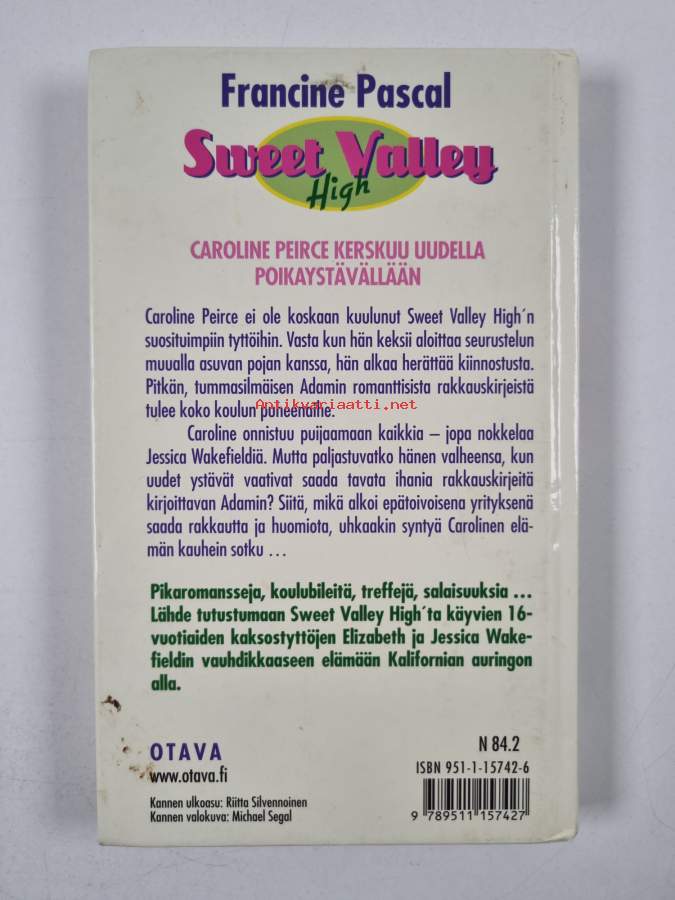 Francine Pascal
Sweet Valley
High
CAROLINE PEIRCE KERSKUU UUDELLA
POIKAYSTÄVÄLLÄÄN
Caroline Peirce ei ole koskaan kuulunut Sweet Valley High´n
suosituimpiin tyttöihin. Vasta kun hän keksii aloittaa seurustelun
muualla asuvan pojan kanssa, hän alkaa herättää kiinnostusta.
Pitkän, tummasilmäisen Adamin romanttisista rakkauskirjeistä
Antikvariaatti.net
tulee koko koulun puheenaihe.
Caroline onnistuu puijaamaan kaikkia – jopa nokkelaa
Jessica Wakefieldiä. Mutta paljastuvatko hänen valheensa, kun
uudet ystävät vaativat saada tavata ihania rakkauskirjeitä
kirjoittavan Adamin? Siitä, mikä alkoi epätoivoisena yrityksenä
saada rakkautta ja huomiota, uhkaakin syntyä Carolinen elä-
män kauhein sotku ...
Pikaromansseja, koulubileitä, treffejä, salaisuuksia ...
Lähde tutustumaan Sweet Valley High´ta käyvien 16-
vuotiaiden kaksostyttöjen Elizabeth ja Jessica Wake-
fieldin vauhdikkaaseen elämään Kalifornian auringon
alla.
N 84.2
OTAVA
www.otava.fi
ISBN 951-1-15742-6
Kannen ulkoasu: Riitta Silvennoinen
Kannen valokuva: Michael Segal
9 789511 157427